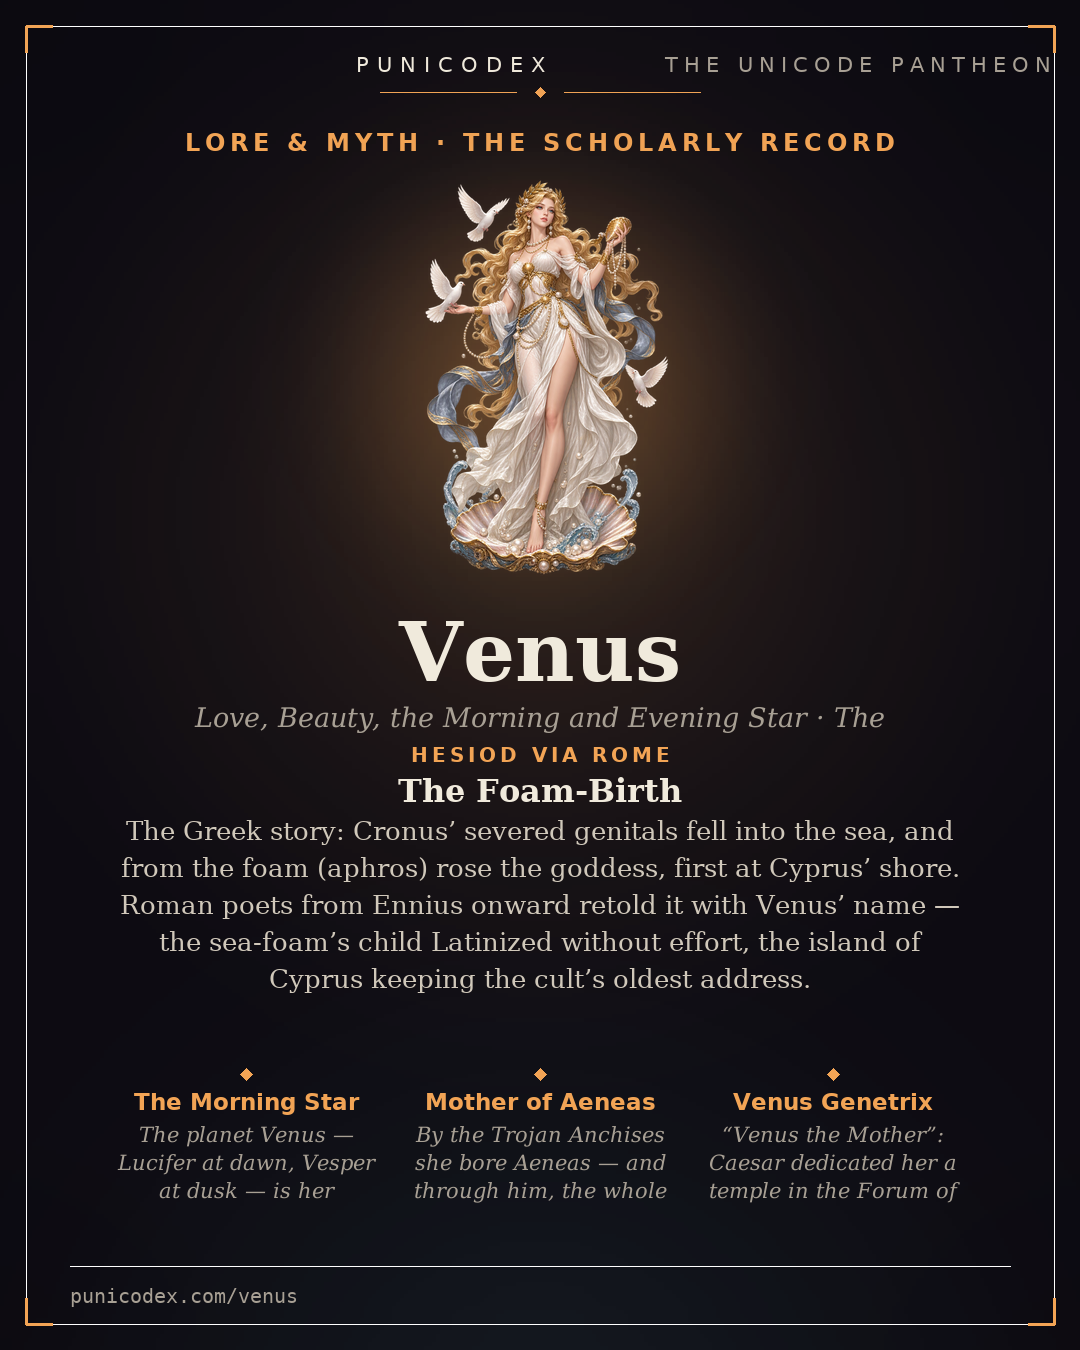 PUNICODEX THE UNICODE PANTHEON
LORE & MYTH · THE SCHOLARLY RECORD
Venus
Love, Beauty, the Morning and Evening Star · The
HESIOD VIA ROME
The Foam-Birth
The Greek story: Cronus’ severed genitals fell into the sea, and
from the foam (aphros) rose the goddess, first at Cyprus’ shore.
Roman poets from Ennius onward retold it with Venus’ name —
the sea-foam’s child Latinized without effort, the island of
Cyprus keeping the cult’s oldest address.
The Morning Star
The planet Venus —
Lucifer at dawn, Vesper
at dusk — is her
Mother of Aeneas
By the Trojan Anchises
she bore Aeneas — and
through him, the whole
Venus Genetrix
“Venus the Mother”:
Caesar dedicated her a
temple in the Forum of
punicodex.com/venus